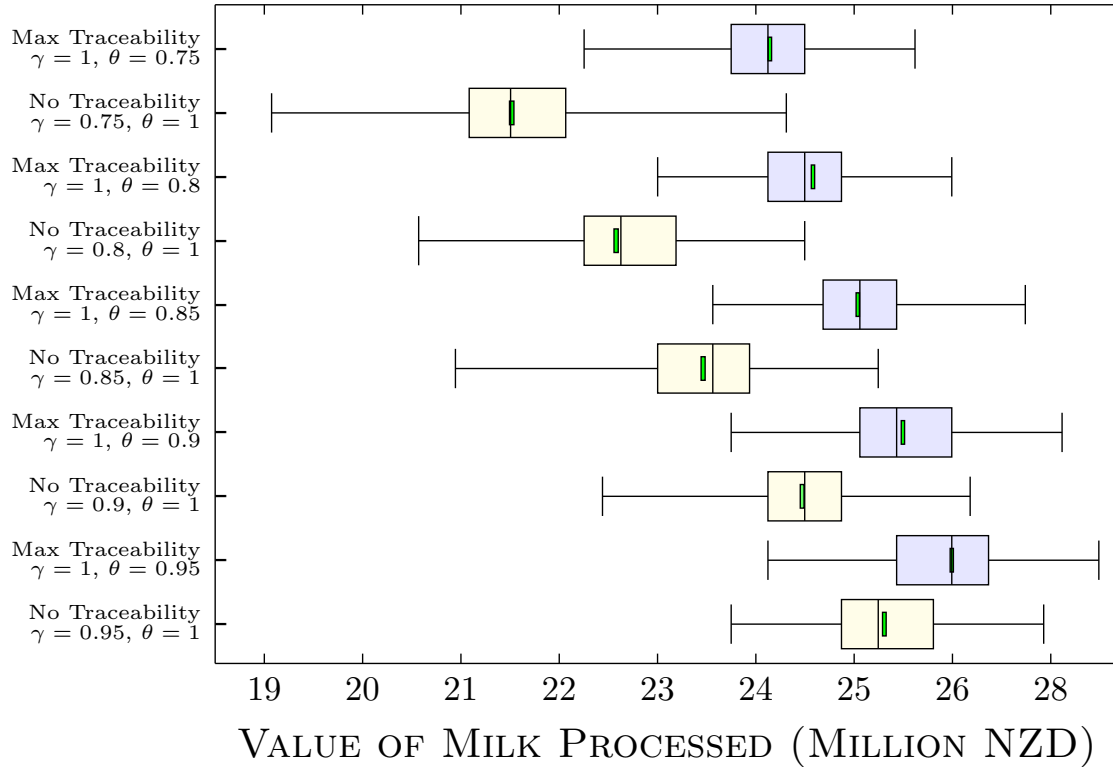 Max Traceability
γ = 1, θ = 0.75
No Traceability
γ = 0.75, θ = 1
Max Traceability
γ = 1, θ = 0.8
No Traceability
γ = 0.8, θ = 1
Max Traceability
γ = 1, θ = 0.85
No Traceability
γ = 0.85, θ = 1
Max Traceability
γ = 1, θ = 0.9
No Traceability
γ = 0.9, θ = 1
Max Traceability
γ = 1, θ = 0.95
No Traceability
γ = 0.95, θ = 1
19 20 21 22 23 24 25 26 28
Value of Milk Processed (Million NZD)